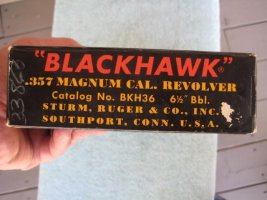 "BLACKHAWK"®
.357 MAGNUM CAL. REVOLVER
Catalog No. BKH36 6½" Bbl.
STURM, RUGER & CO., INC.
SOUTHPORT, CONN. U. S. A.